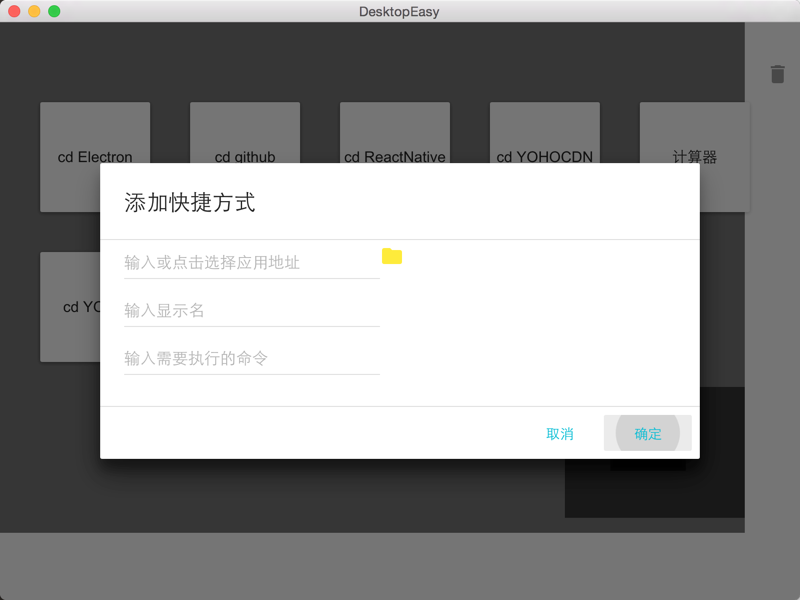 DesktopEasy
cd Electron
cd github
cd ReactNative
cd YOHOCDN
计算器
添加快捷方式
输入或点击选择应用地址
cd YO
输入显示名
输入需要执行的命令
取消
确定